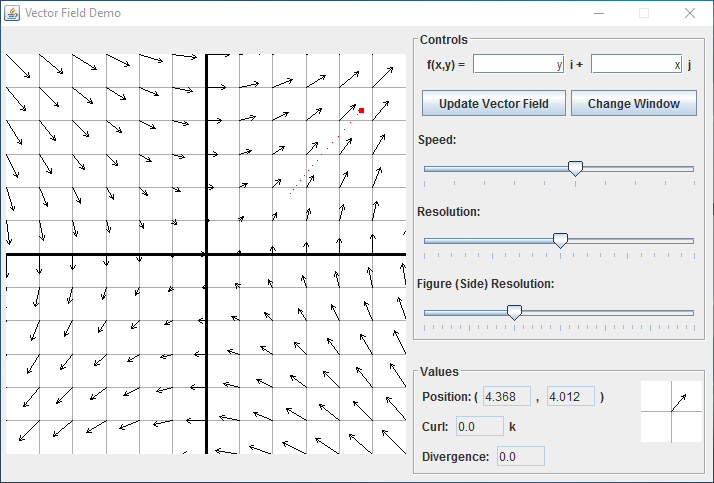 Vector Field Demo
Controls
f(x,y) = y i + x j
Update Vector Field Change Window
Speed:
Resolution:
Figure (Side) Resolution:
Values
Position: ( 4.368 , 4.012 )
Curl: 0.0 k
Divergence: 0.0